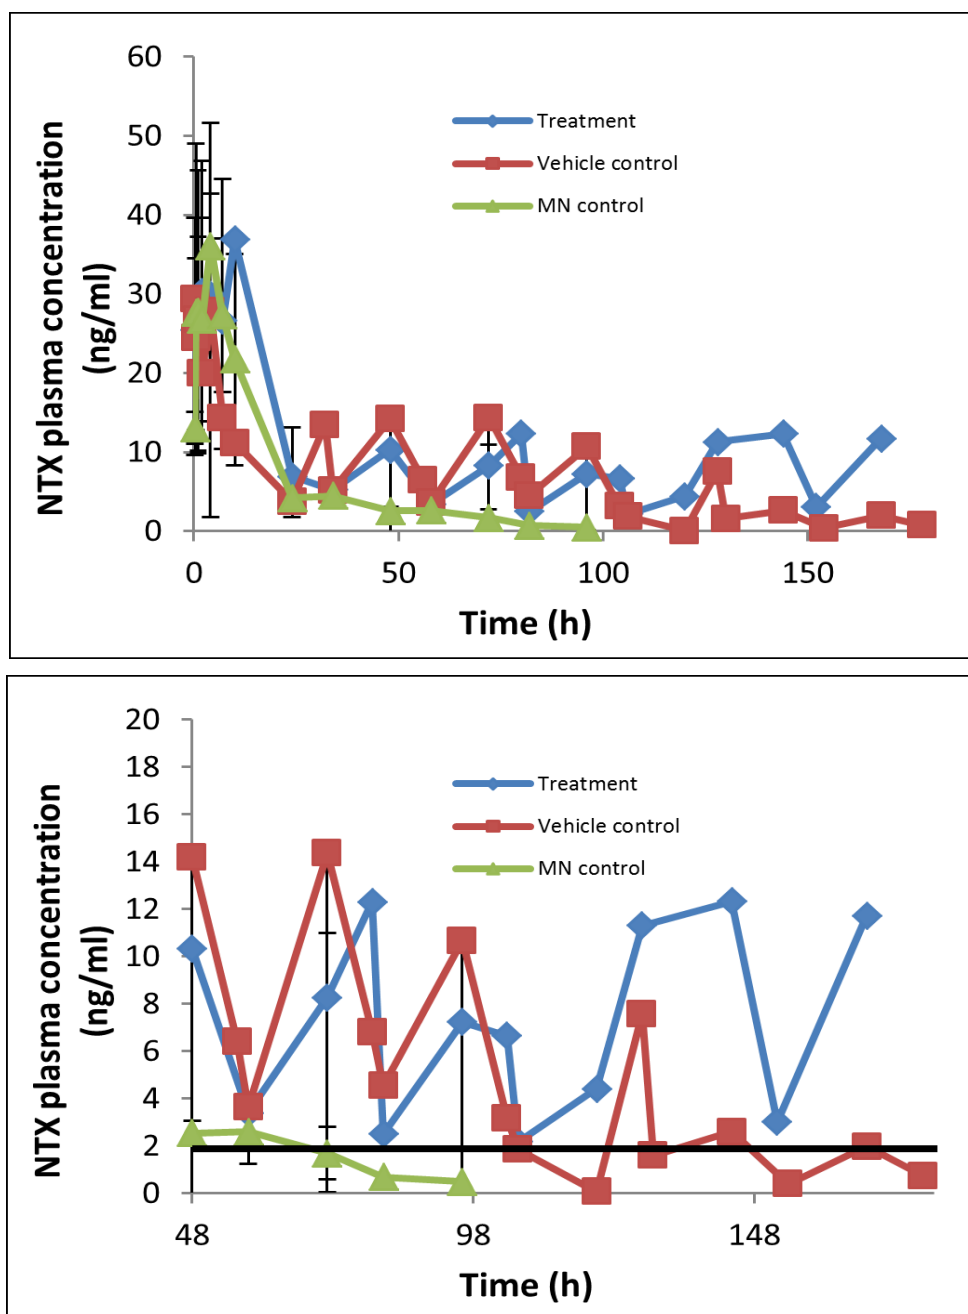 60
50
40
30
20
10
0
NTX plasma concentration
(ng/ml)
Treatment
Vehicle control
MN control
0 50 100 150
Time (h)
20
18
16
14
12
10
8
6
4
2
0
NTX plasma concentration
(ng/ml)
Treatment
Vehicle control
MN control
48 98 148
Time (h)